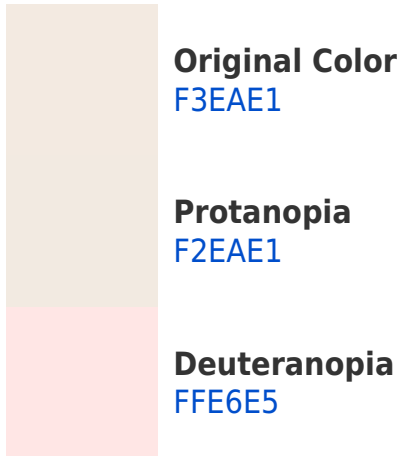 Original Color
F3EAE1
Protanopia
F2EAE1
Deuteranopia
FFE6E5